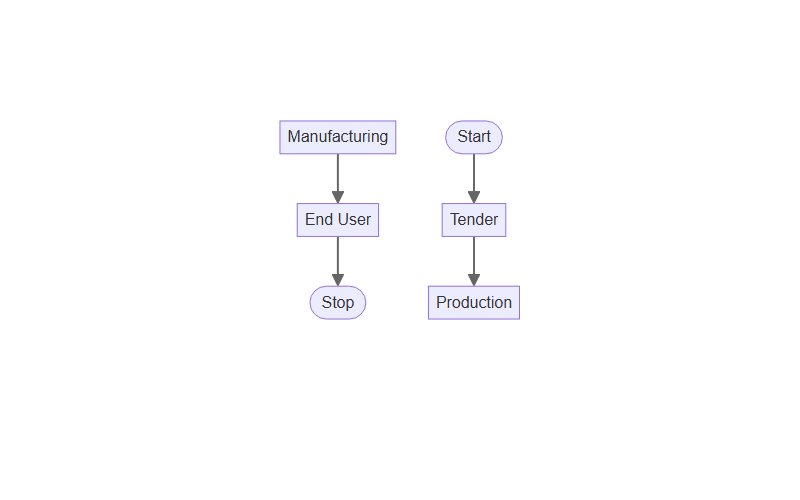 Manufacturing
Start
End User
Tender
Stop
Production